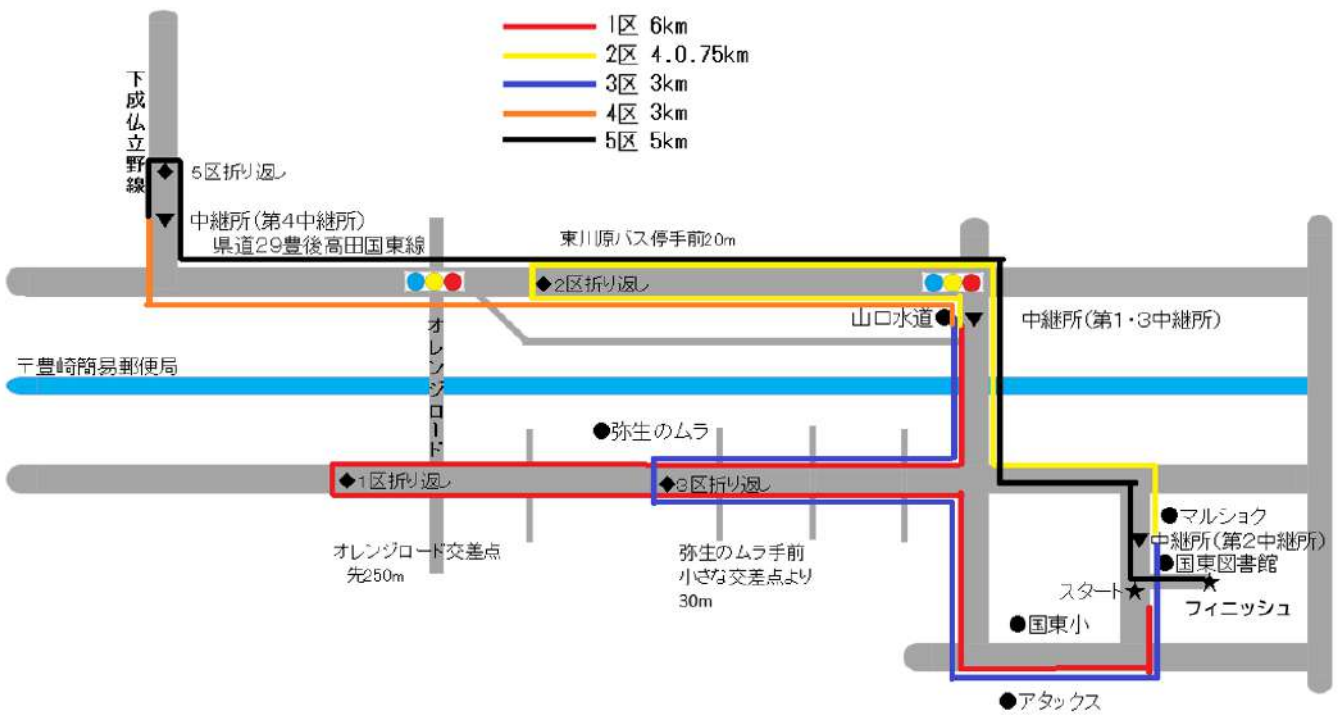 1区 6km
2区 4.0.75km
3区 3km
4区 3km
5区 5km
下成仏立野線
◆ 5区折り返し
▼ 中継所(第4中継所)
県道29豊後高田国東線
東川原バス停手前20m
◆2区折り返し
山口水道●▼ 中継所(第1・3中継所)
オレンジロード
〒豊崎簡易郵便局
●弥生のムラ
◆1区折り返し
◆3区折り返し
●マルショク
▼中継所(第2中継所)
●国東図書館
オレンジロード交差点
先250m
弥生のムラ手前
小さな交差点より
30m
スタート★
★
フィニッシュ
●国東小
●アタックス